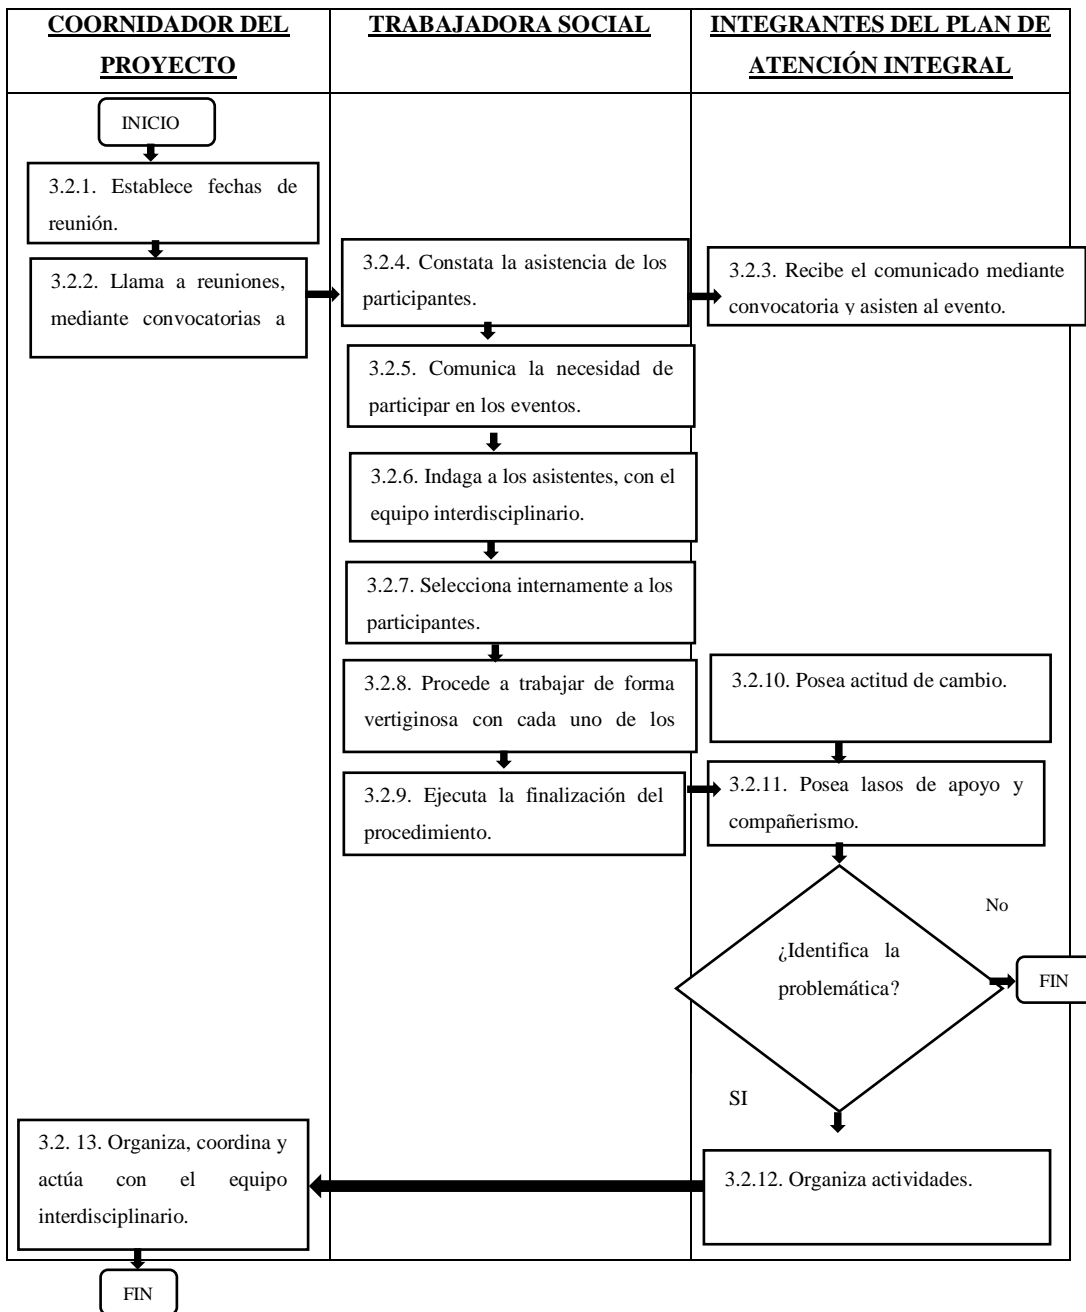 COORNIDADOR DEL
PROYECTO
TRABAJADORA SOCIAL
INTEGRANTES DEL PLAN DE
ATENCIÓN INTEGRAL
INICIO
3.2.1. Establece fechas de
reunión.
3.2.2. Llama a reuniones,
mediante convocatorias a
3.2.4. Constata la asistencia de los
participantes.
3.2.3. Recibe el comunicado mediante
convocatoria y asisten al evento.
3.2.5. Comunica la necesidad de
participar en los eventos.
3.2.6. Indaga a los asistentes, con el
equipo interdisciplinario.
3.2.7. Selecciona internamente a los
participantes.
3.2.8. Procede a trabajar de forma
vertiginosa con cada uno de los
3.2.10. Posea actitud de cambio.
3.2.9. Ejecuta la finalización del
procedimiento.
3.2.11. Posea lasos de apoyo y
compañerismo.
No
¿Identifica la
problemática?
FIN
SI
3.2. 13. Organiza, coordina y
actúa con el equipo
interdisciplinario.
3.2.12. Organiza actividades.
FIN